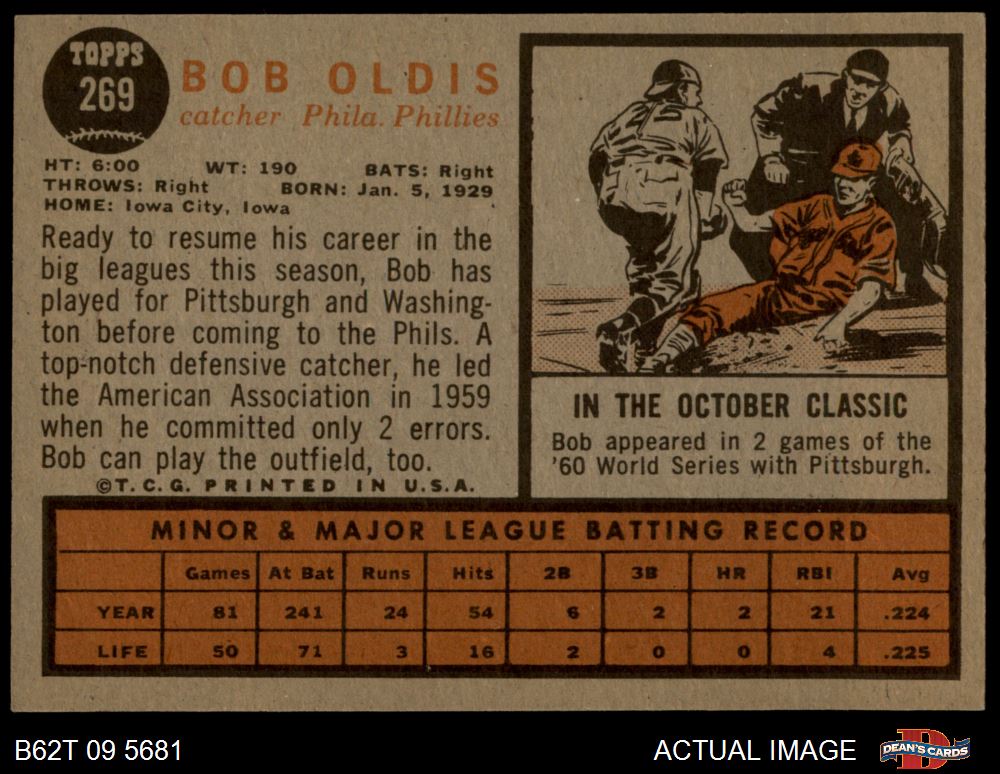 TOPPS
269
BOB OLDIS
catcher Phila. Phillies
HT: 6:00 WT: 190 BATS: Right
THROWS: Right BORN: Jan. 5, 1929
HOME: Iowa City, Iowa
Ready to resume his career in the
big leagues this season, Bob has
played for Pittsburgh and Washing-
ton before coming to the Phils. A
top-notch defensive catcher, he led
the American Association in 1959
when he committed only 2 errors.
Bob can play the outfield, too.
©T.C.G. PRINTED IN U.S.A.
IN THE OCTOBER CLASSIC
Bob appeared in 2 games of the
'60 World Series with Pittsburgh.
MINOR & MAJOR LEAGUE BATTING RECORD
Games At Bat Runs Hits 2B 3B HR RBI Avg
YEAR 81 241 24 54 6 2 2 21 .224
LIFE 50 71 3 16 2 0 0 4 .225
B62T 09 5681 ACTUAL IMAGE DEAN'S CARDS